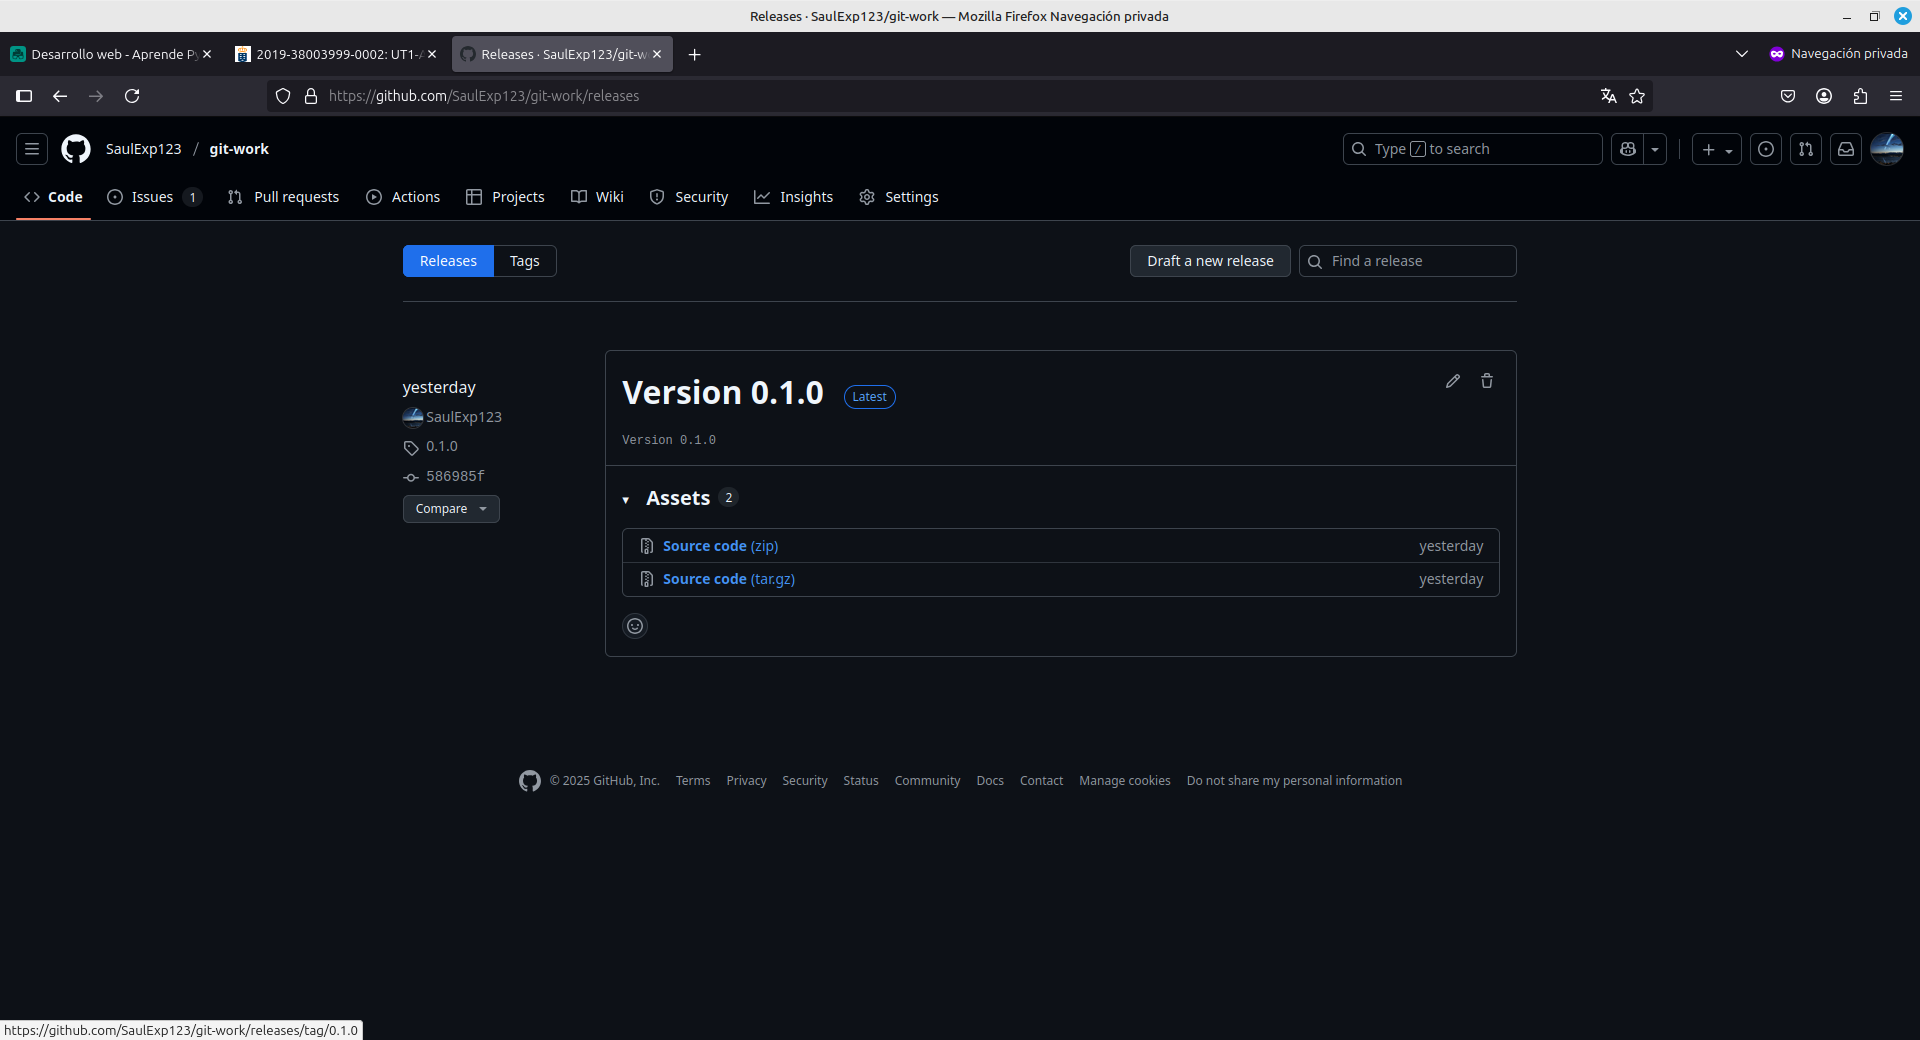 Releases · SaulExp123/git-work — Mozilla Firefox Navegación privada
Desarrollo web - Aprende Py
2019-38003999-0002: UT1-A
Releases · SaulExp123/git-w
Navegación privada
https://github.com/SaulExp123/git-work/releases
SaulExp123 / git-work
Type / to search
Code
Issues 1
Pull requests
Actions
Projects
Wiki
Security
Insights
Settings
Releases
Tags
Draft a new release
Find a release
yesterday
SaulExp123
0.1.0
586985f
Compare
Version 0.1.0 Latest
Version 0.1.0
Assets 2
Source code (zip) yesterday
Source code (tar.gz) yesterday
© 2025 GitHub, Inc. Terms Privacy Security Status Community Docs Contact Manage cookies Do not share my personal information
https://github.com/SaulExp123/git-work/releases/tag/0.1.0